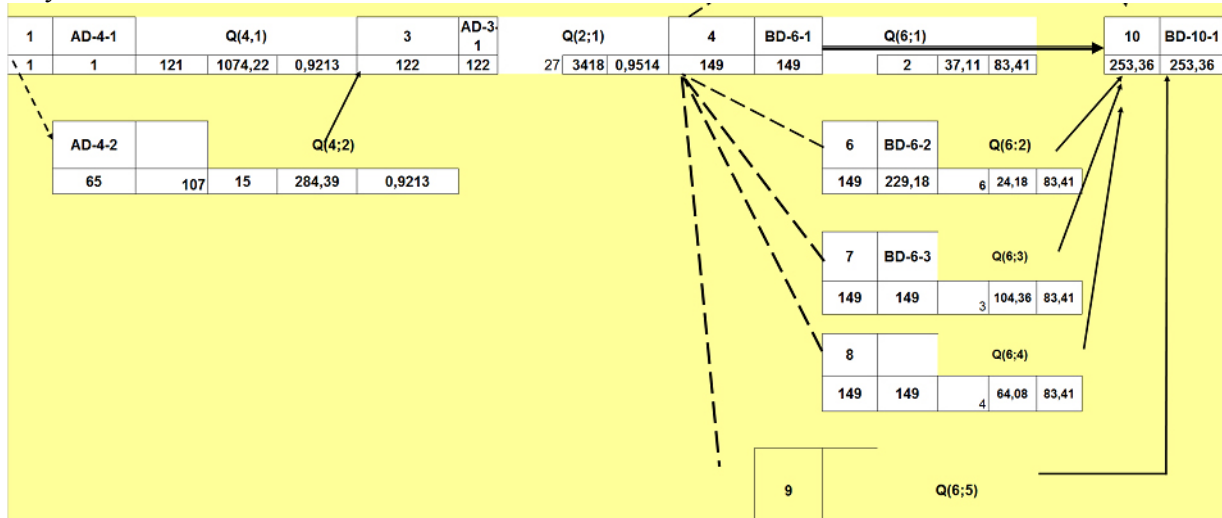 1 AD-4-1 Q(4,1) 3 AD-3-1 Q(2;1) 4 BD-6-1 Q(6;1) 10 BD-10-1
1 1 121 1074,22 0,9213 122 122 27 3418 0,9514 149 149 2 37,11 83,41 253,36 253,36
AD-4-2 Q(4;2) 6 BD-6-2 Q(6:2)
65 107 15 284,39 0,9213 149 229,18 6 24,18 83,41
7 BD-6-3 Q(6;3)
149 149 3 104,36 83,41
8 Q(6;4)
149 149 4 64,08 83,41
9 Q(6;5)